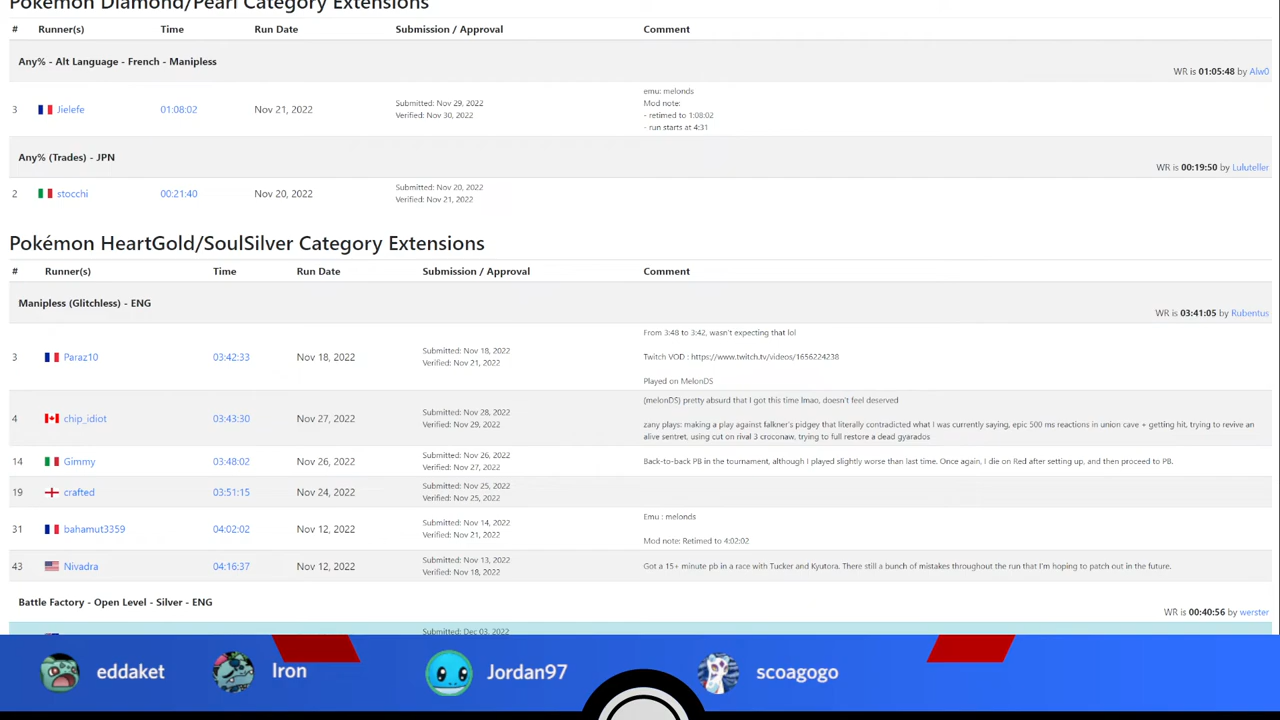 Pokémon Diamond/Pearl Category Extensions
# Runner(s) Time Run Date Submission / Approval Comment
Any% - Alt Language - French - Manipless
WR is 01:05:48 by Alw0
3 Jielefe 01:08:02 Nov 21, 2022 Submitted: Nov 29, 2022 Verified: Nov 30, 2022
emu: melonds
Mod note:
- retimed to 1:08:02
- run starts at 4:31
Any% (Trades) - JPN
WR is 00:19:50 by Luluteller
2 stocchi 00:21:40 Nov 20, 2022 Submitted: Nov 20, 2022
Verified: Nov 21, 2022
Pokémon HeartGold/SoulSilver Category Extensions
# Runner(s) Time Run Date Submission / Approval Comment
Manipless (Glitchless) - ENG
WR is 03:41:05 by Rubentus
3 Paraz10 03:42:33 Nov 18, 2022 Submitted: Nov 18, 2022
Verified: Nov 21, 2022
From 3:48 to 3:42, wasn't expecting that lol
Twitch VOD : https://www.twitch.tv/videos/1656224238
Played on MelonDS
4 chip_idiot 03:43:30 Nov 27, 2022 Submitted: Nov 28, 2022
Verified: Nov 29, 2022
(melonDS) pretty absurd that I got this time lmao, doesn't feel deserved
zany plays: making a play against falkner's pidgey that literally contradicted what I was currently saying, epic 500 ms reactions in union cave + getting hit, trying to revive an
alive sentret, using cut on rival 3 croconaw, trying to full restore a dead gyarados
14 Gimmy 03:48:02 Nov 26, 2022 Submitted: Nov 26, 2022
Verified: Nov 27, 2022
Back-to-back PB in the tournament, although I played slightly worse than last time. Once again, I die on Red after setting up, and then proceed to PB.
19 crafted 03:51:15 Nov 24, 2022 Submitted: Nov 25, 2022
Verified: Nov 25, 2022
31 bahamut3359 04:02:02 Nov 12, 2022 Submitted: Nov 14, 2022
Verified: Nov 21, 2022
Emu : melonds
Mod note: Retimed to 4:02:02
43 Nivadra 04:16:37 Nov 12, 2022 Submitted: Nov 13, 2022
Verified: Nov 18, 2022
Got a 15+ minute pb in a race with Tucker and Kyutora. There still a bunch of mistakes throughout the run that I'm hoping to patch out in the future.
Battle Factory - Open Level - Silver - ENG
WR is 00:40:56 by werster
Submitted: Dec 03, 2022
eddaket Iron Jordan97 scoagogo